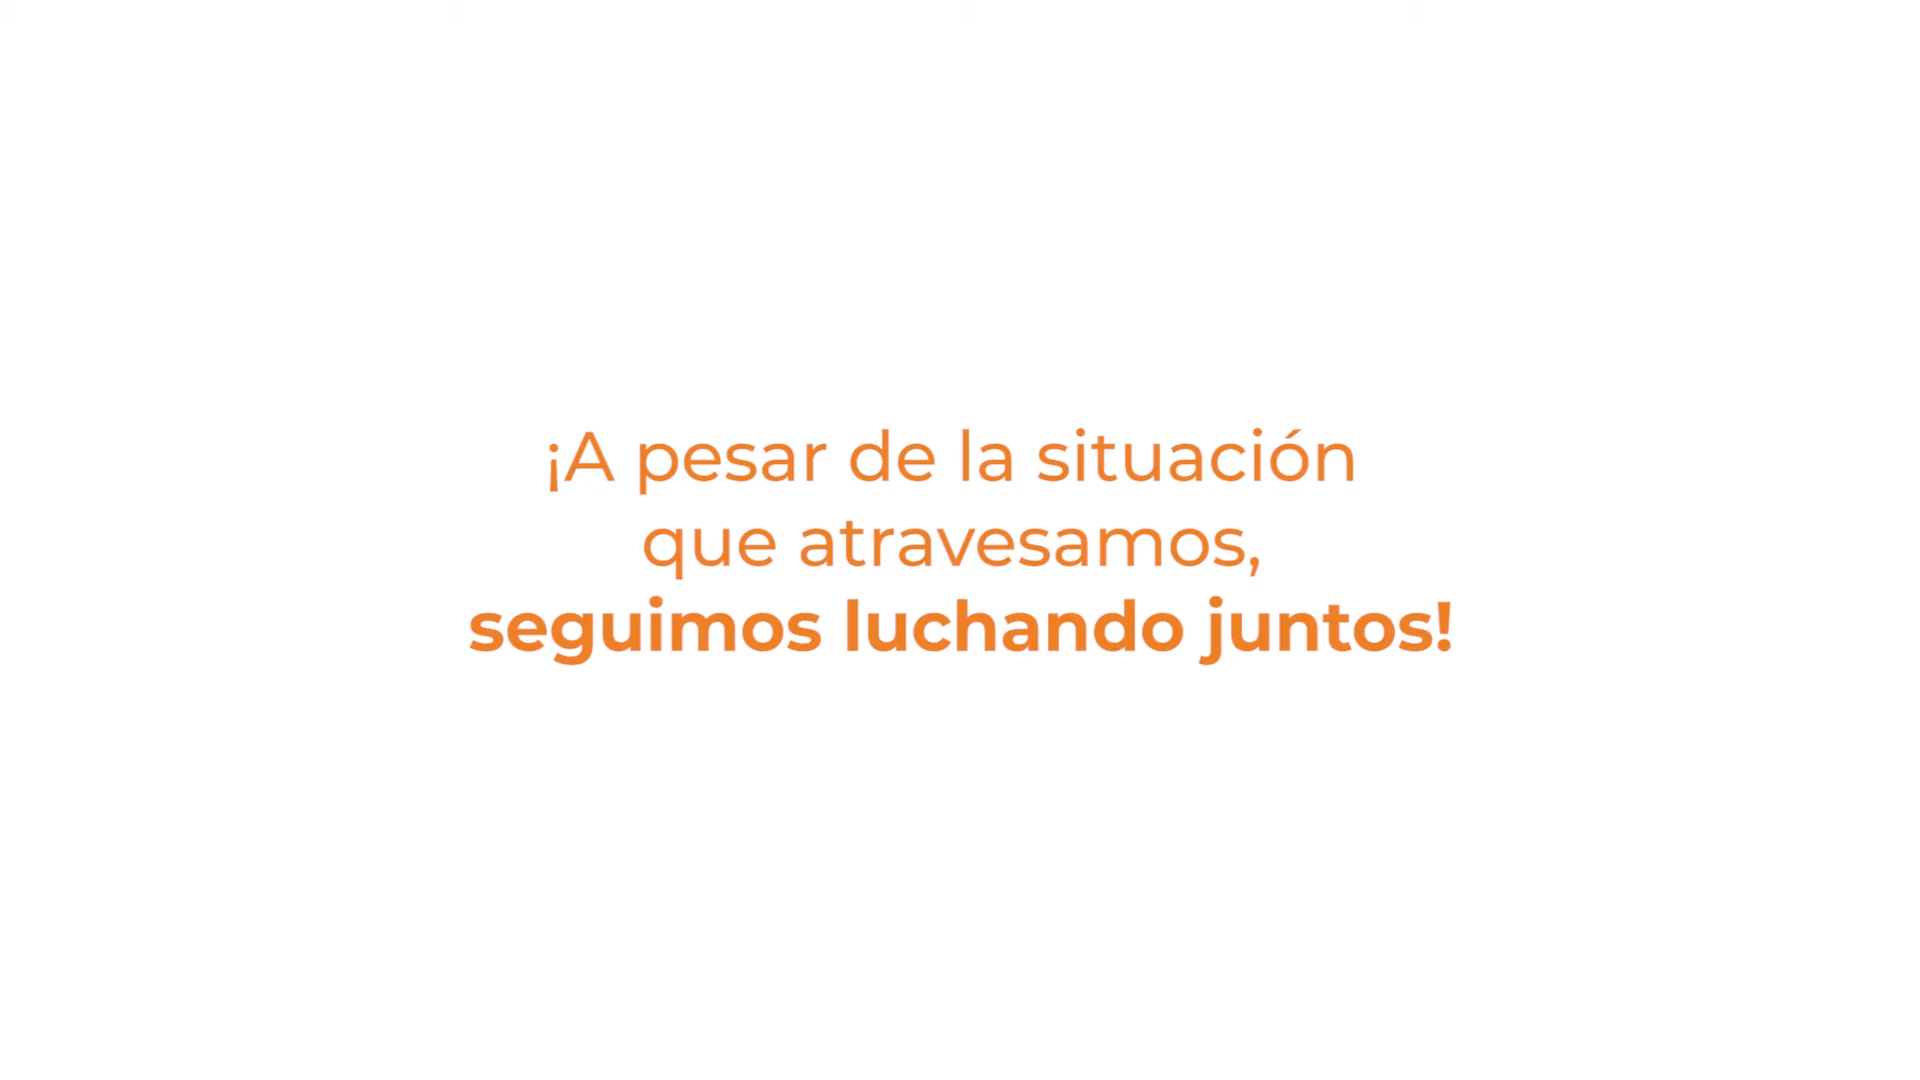 ¡A pesar de la situación
que atravesamos,
seguimos luchando juntos!